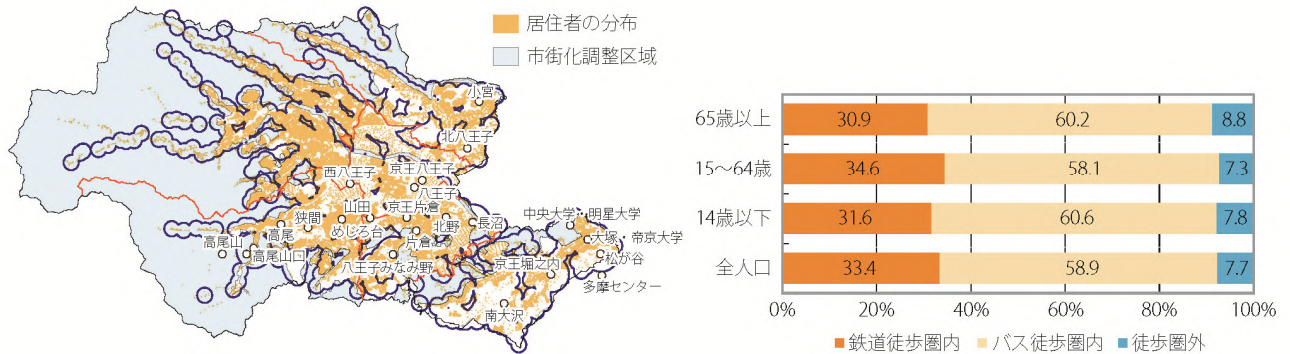 居住者の分布
市街化調整区域
小宮
北八王子
西八王子
京王八王子
八王子
山田
京王片倉
狭間
めじろ台
北野
長沼
中央大学・明星大学
高尾
片倉
大塚・帝京大学
高尾山
高尾山口
八王子みなみ野
京王堀之内
松が谷
多摩センター
南大沢
65歳以上
30.9
60.2
8.8
15～64歳
34.6
58.1
7.3
14歳以下
31.6
60.6
7.8
全人口
33.4
58.9
7.7
0%
20%
40%
60%
80%
100%
鉄道徒歩圏内
バス徒歩圏内
徒歩圏外